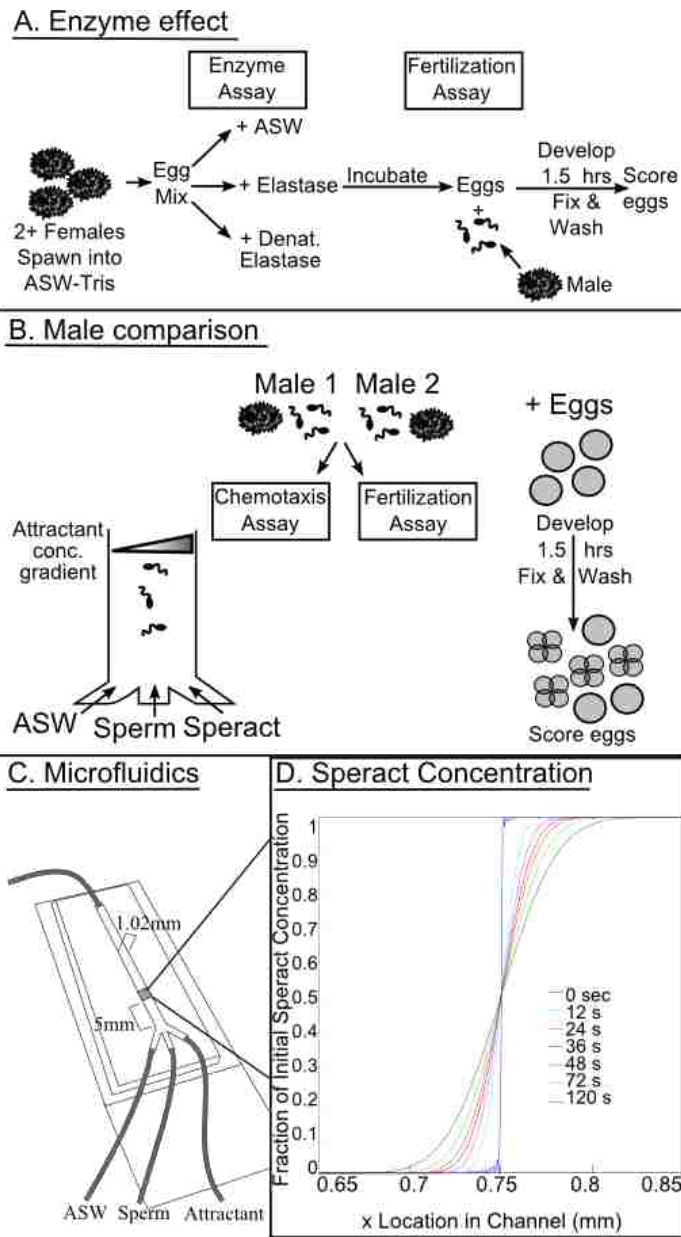 A. Enzyme effect
Enzyme
Assay
Fertilization
Assay
+ ASW
Egg
Mix
+ Elastase
Incubate
Eggs
+
Develop
1.5 hrs
Fix &
Wash
Score
eggs
2+ Females
Spawn into
ASW-Tris
+ Denat.
Elastase
Male
B. Male comparison
Male 1 Male 2
+ Eggs
Chemotaxis
Assay
Fertilization
Assay
Attractant
conc.
gradient
Develop
1.5 hrs
Fix & Wash
ASW Sperm Speract
Score eggs
C. Microfluidics
1.02mm
5mm
ASW Sperm Attractant
D. Speract Concentration
Fraction of Initial Speract Concentration
1
0.9
0.8
0.7
0.6
0.5
0.4
0.3
0.2
0.1
0
0 sec
12 s
24 s
36 s
48 s
72 s
120 s
0.65 0.7 0.75 0.8 0.85
x Location in Channel (mm)